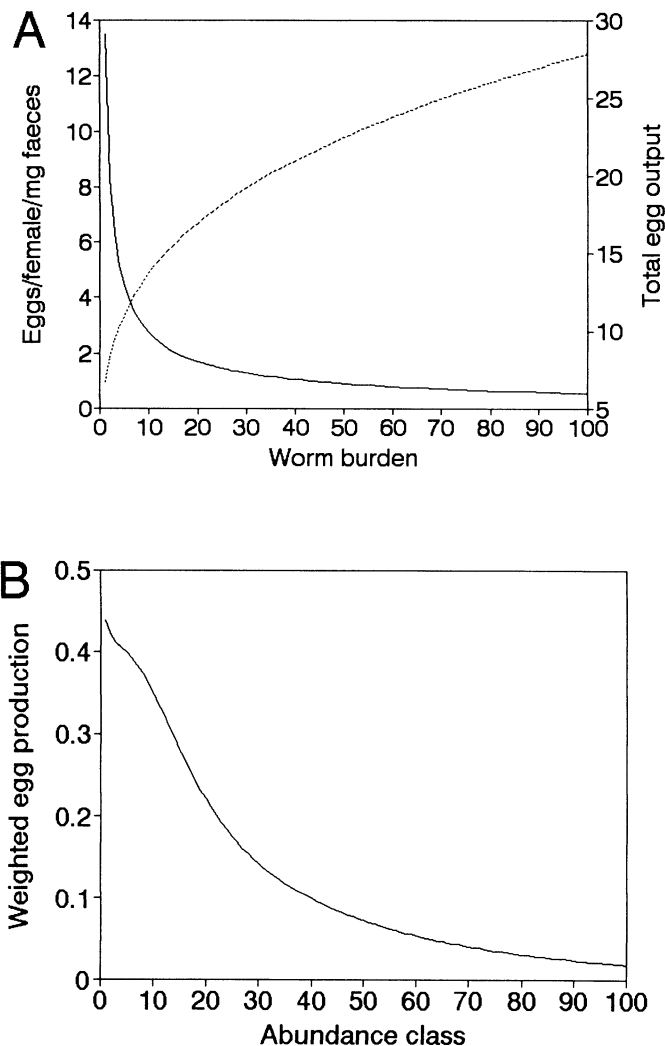 A
14
12
10
8
6
4
2
0
Eggs/female/mg faeces
30
25
20
15
10
5
Total egg output
0 10 20 30 40 50 60 70 80 90 100
Worm burden
B
0.5
0.4
0.3
0.2
0.1
0
Weighted egg production
0 10 20 30 40 50 60 70 80 90 100
Abundance class